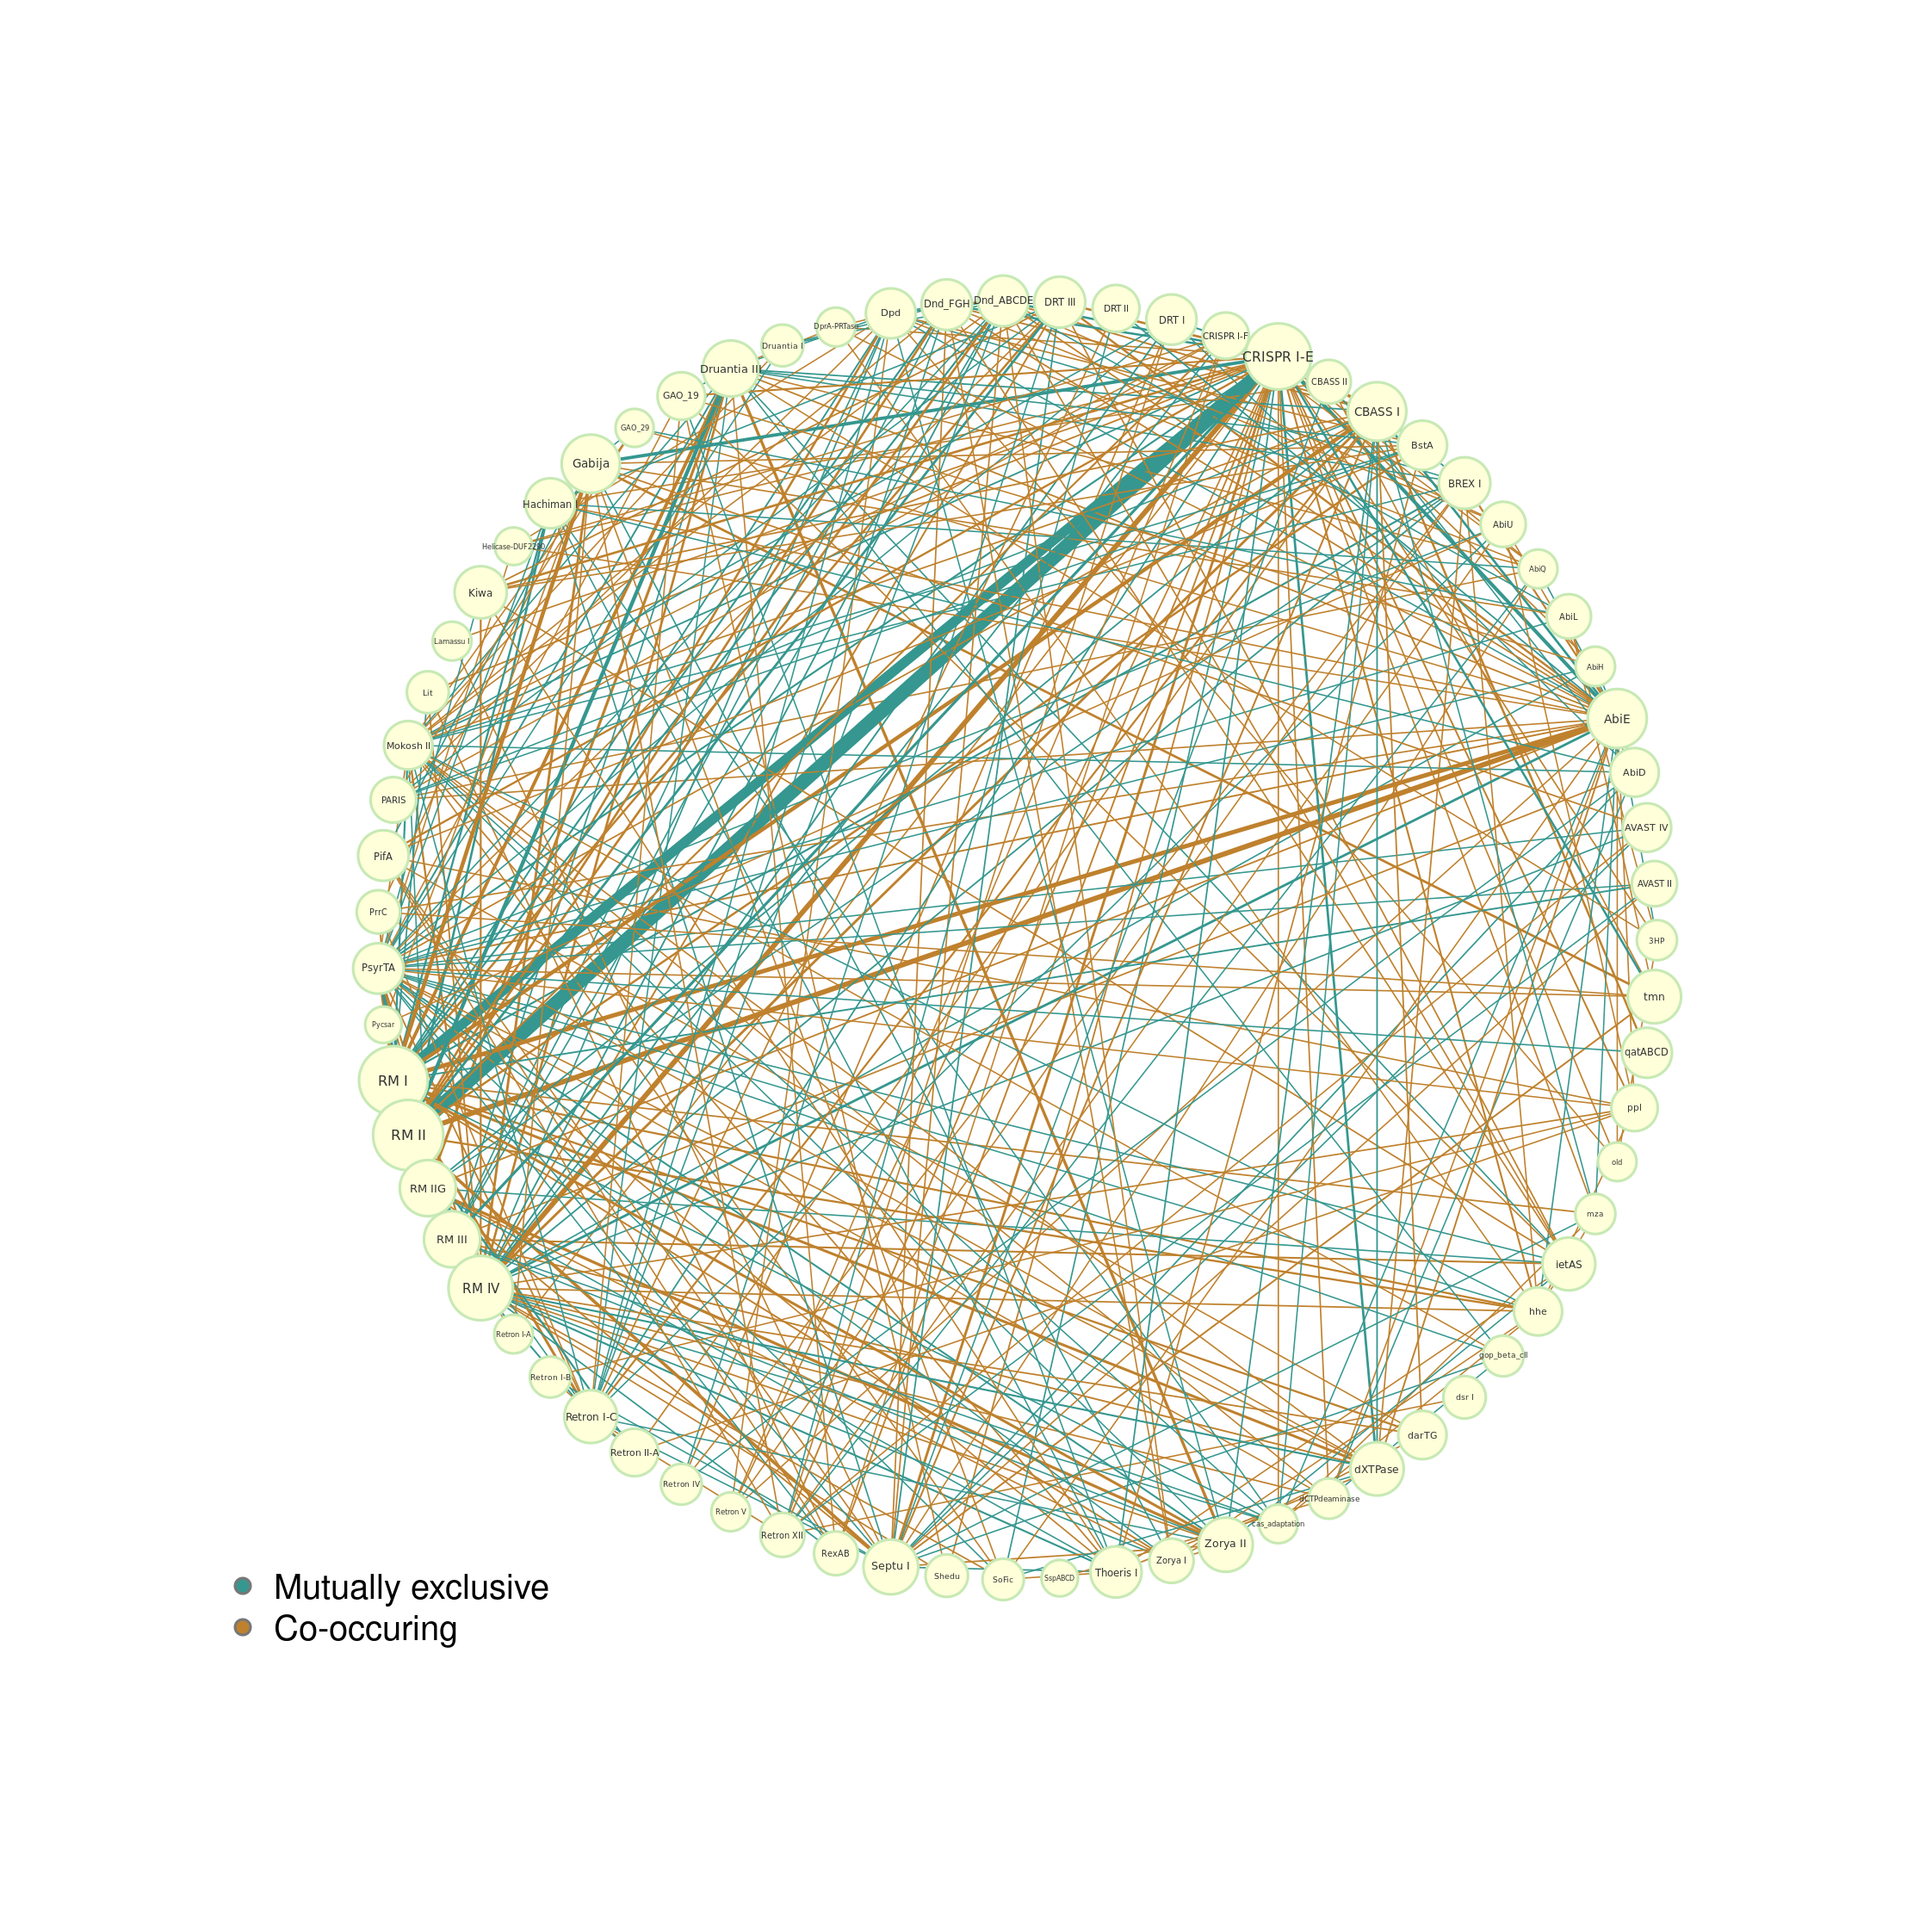 Dnd_ABCDE
DRT III
DRT II
DRT I
CRISPR I-F
CRISPR I-E
CBASS II
CBASS I
BstA
BREX I
AbiU
AbiQ
AbiL
AbiH
AbiE
AbiD
AVAST IV
AVAST II
3HP
tmn
qatABCD
ppl
old
mza
ietAS
hhe
gop_beta_cll
dsr I
darTG
dXTPase
dCTPdeaminase
cas_adaptation
Zorya II
Zorya I
Thoeris I
SspABCD
SoFic
Shedu
Septu I
RexAB
Retron XII
Retron V
Retron IV
Retron II-A
Retron I-C
Retron I-B
Retron I-A
RM IV
RM III
RM IIG
RM II
RM I
Pycsar
PsyrTA
PrrC
PifA
PARIS
Mokosh II
Lit
Lamassu I
Kiwa
Hachiman I
Gabija
GAO_29
GAO_19
Druantia III
Druantia I
DprA-PRTase
Dpd
Dnd_FGH
Mutually exclusive
Co-occuring